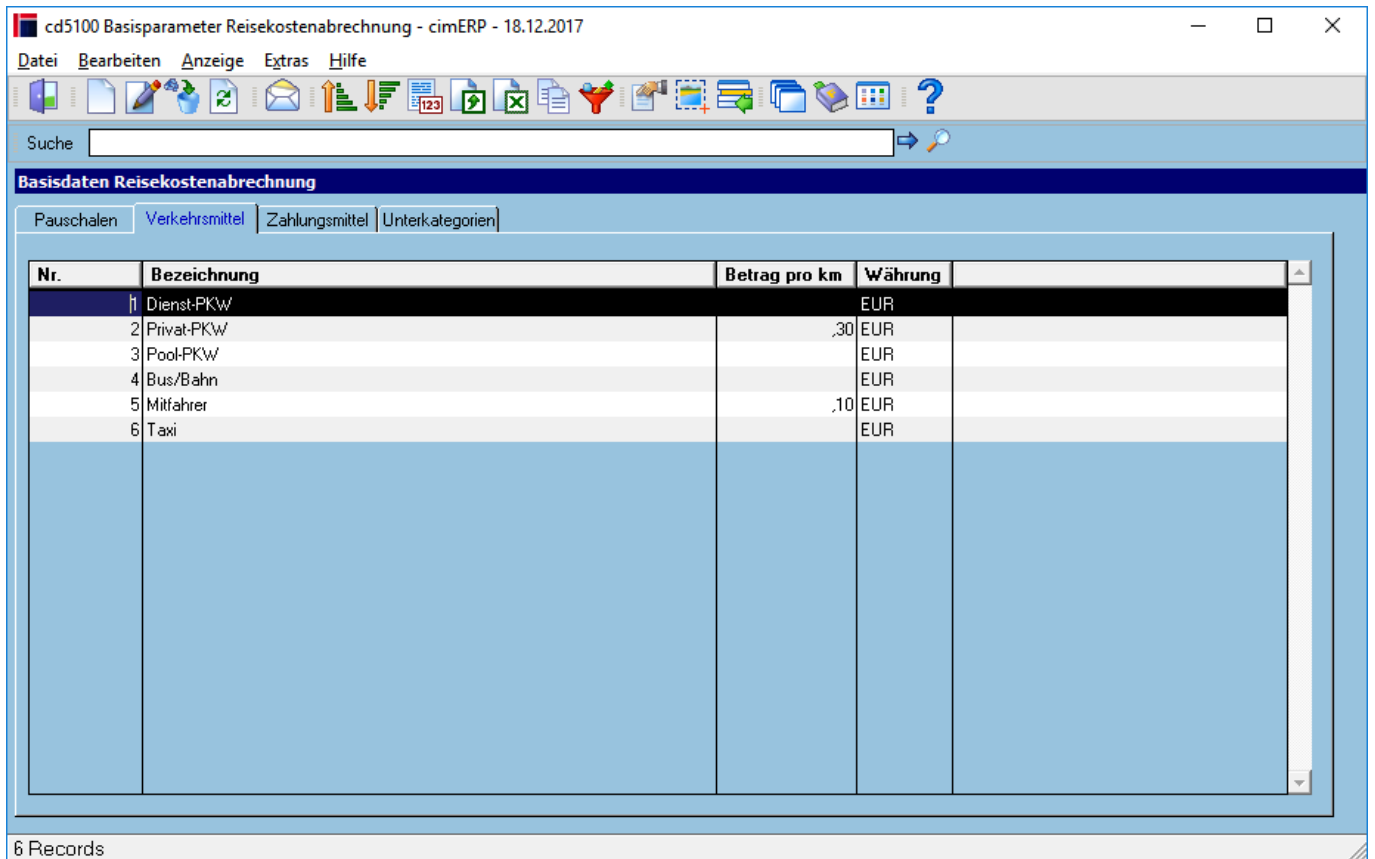 cd5100 Basisparameter Reisekostenabrechnung - cimERP - 18.12.2017
Datei Bearbeiten Anzeige Extras Hilfe
123 ?
Suche
Basisdaten Reisekostenabrechnung
Pauschalen Verkehrsmittel Zahlungsmittel Unterkategorien
Nr. Bezeichnung Betrag pro km Währung
1 Dienst-PKW EUR
2 Privat-PKW ,30 EUR
3 Pool-PKW EUR
4 Bus/Bahn EUR
5 Mitfahrer ,10 EUR
6 Taxi EUR
6 Records